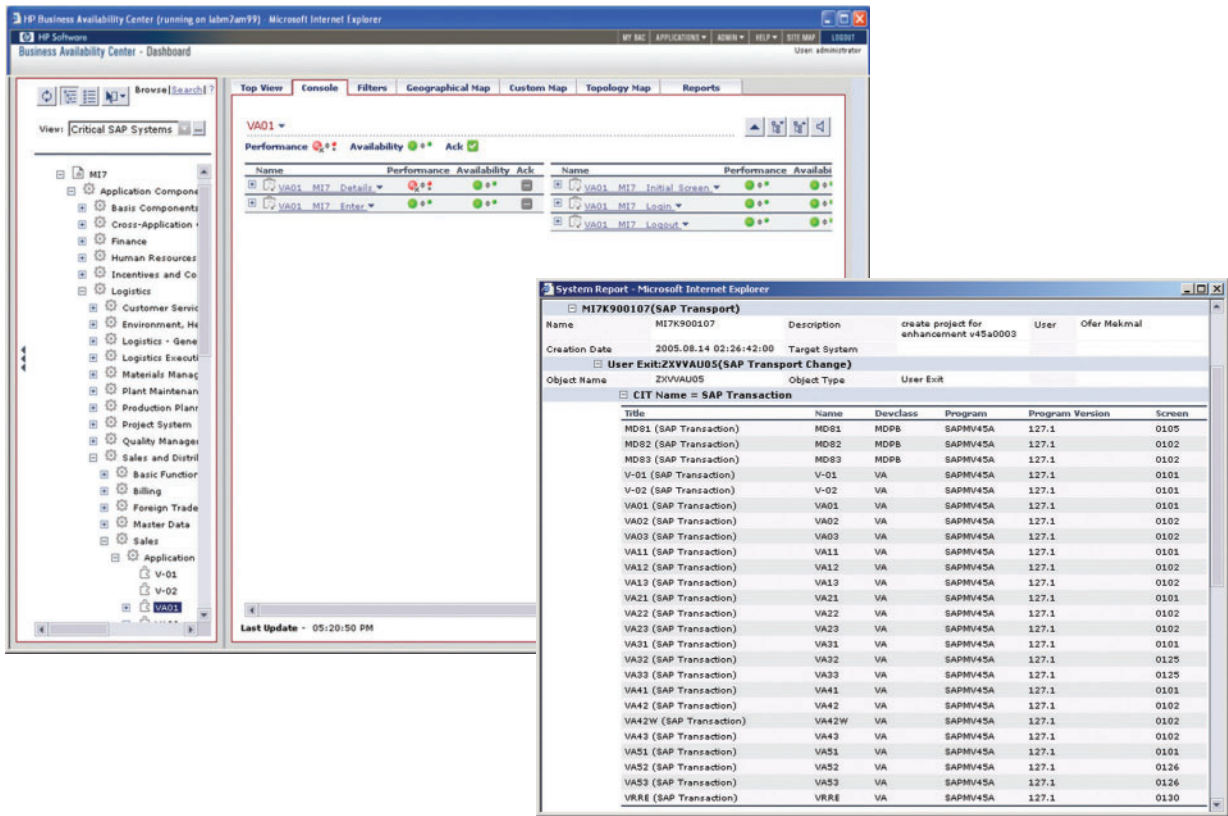 HP Business Availability Center (running on labm7am99) - Microsoft Internet Explorer
HP Software
MY BAC APPLICATIONS ADMIN HELP SITE MAP LOGOUT
Business Availability Center - Dashboard
User: administrator
Browse|Search| ?
View: Critical SAP Systems ...
MI7
Application Compone
Basis Components
Cross-Application
Finance
Human Resources
Incentives and Co
Logistics
Customer Servic
Environment, He
Logistics - Gene
Logistics Executi
Materials Manag
Plant Maintenan
Production Plann
Project System
Quality Manager
Sales and Distril
Basic Function
Billing
Foreign Trade
Master Data
Sales
Application
V-01
V-02
VA01
Top View Console Filters Geographical Map Custom Map Topology Map Reports
VA01
Performance Availability Ack
Name Performance Availability Ack
VA01 MI7 Details
VA01 MI7 Enter
Name Performance Availabi
VA01 MI7 Initial Screen
VA01 MI7 Login
VA01 MI7 Logout
Last Update - 05:20:50 PM
System Report - Microsoft Internet Explorer
MI7K900107(SAP Transport)
Name MI7K900107 Description create project for enhancement v45a0003 User Ofer Mekmal
Creation Date 2005.08.14 02:26:42:00 Target System
User Exit:ZXVVAU05(SAP Transport Change)
Object Name ZXVVAU05 Object Type User Exit
CIT Name = SAP Transaction
Title Name Devclass Program Program Version Screen
MD81 (SAP Transaction) MD81 MDPB SAPMV45A 127.1 0105
MD82 (SAP Transaction) MD82 MDPB SAPMV45A 127.1 0102
MD83 (SAP Transaction) MD83 MDPB SAPMV45A 127.1 0102
V-01 (SAP Transaction) V-01 VA SAPMV45A 127.1 0101
V-02 (SAP Transaction) V-02 VA SAPMV45A 127.1 0101
VA01 (SAP Transaction) VA01 VA SAPMV45A 127.1 0101
VA02 (SAP Transaction) VA02 VA SAPMV45A 127.1 0102
VA03 (SAP Transaction) VA03 VA SAPMV45A 127.1 0102
VA11 (SAP Transaction) VA11 VA SAPMV45A 127.1 0101
VA12 (SAP Transaction) VA12 VA SAPMV45A 127.1 0102
VA13 (SAP Transaction) VA13 VA SAPMV45A 127.1 0102
VA21 (SAP Transaction) VA21 VA SAPMV45A 127.1 0101
VA22 (SAP Transaction) VA22 VA SAPMV45A 127.1 0102
VA23 (SAP Transaction) VA23 VA SAPMV45A 127.1 0102
VA31 (SAP Transaction) VA31 VA SAPMV45A 127.1 0101
VA32 (SAP Transaction) VA32 VA SAPMV45A 127.1 0125
VA33 (SAP Transaction) VA33 VA SAPMV45A 127.1 0125
VA41 (SAP Transaction) VA41 VA SAPMV45A 127.1 0101
VA42 (SAP Transaction) VA42 VA SAPMV45A 127.1 0102
VA42W (SAP Transaction) VA42W VA SAPMV45A 127.1 0102
VA43 (SAP Transaction) VA43 VA SAPMV45A 127.1 0102
VA51 (SAP Transaction) VA51 VA SAPMV45A 127.1 0101
VA52 (SAP Transaction) VA52 VA SAPMV45A 127.1 0126
VA53 (SAP Transaction) VA53 VA SAPMV45A 127.1 0126
VRRE (SAP Transaction) VRRE VA SAPMV45A 127.1 0130